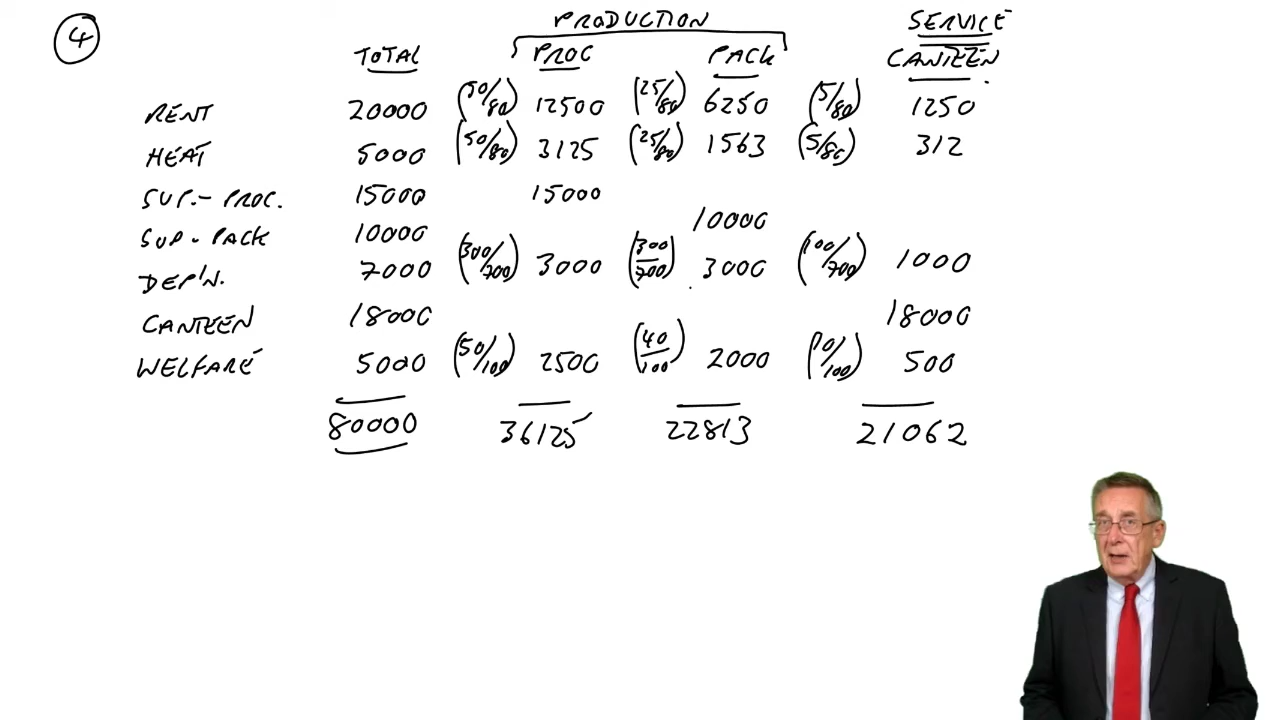 4
PRODUCTION SERVICE
TOTAL PROC PACK CANTEEN
RENT 20000 (50/80) 12500 (25/80) 6250 (5/80) 1250
HEAT 5000 (50/80) 3125 (25/80) 1563 (5/80) 312
SUP.- PROC. 15000 15000
SUP - PACK 10000 10000
DEP'N. 7000 (300/700) 3000 (300/700) 3000 (100/700) 1000
CANTEEN 18000 18000
WELFARE 5000 (50/100) 2500 (40/100) 2000 (10/100) 500
80000 36125 22813 21062